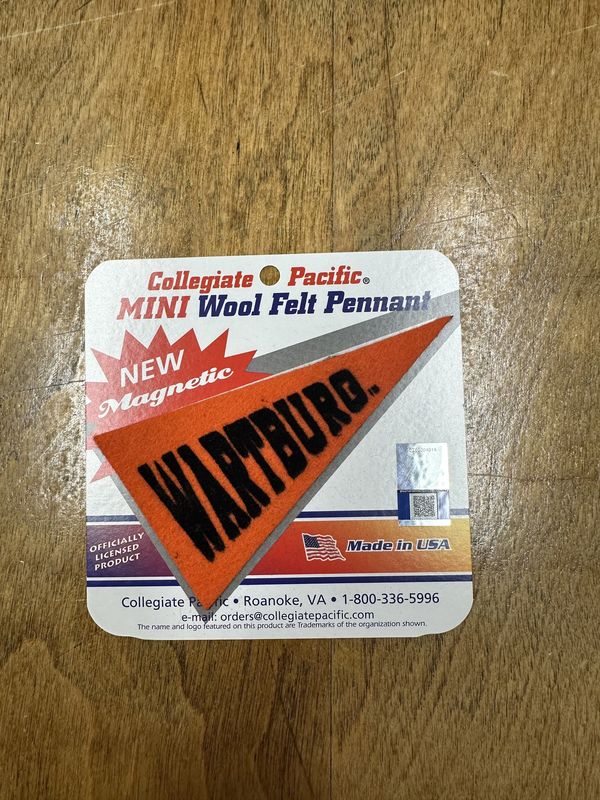 Collegiate Pacific®
MINI Wool Felt Pennant
NEW
Magnetic
WARTBURG™
OFFICIALLY
LICENSED
PRODUCT
Made in USA
Collegiate Pacific • Roanoke, VA • 1-800-336-5996
e-mail: orders@collegiatepacific.com
The name and logo featured on this product are Trademarks of the organization shown.